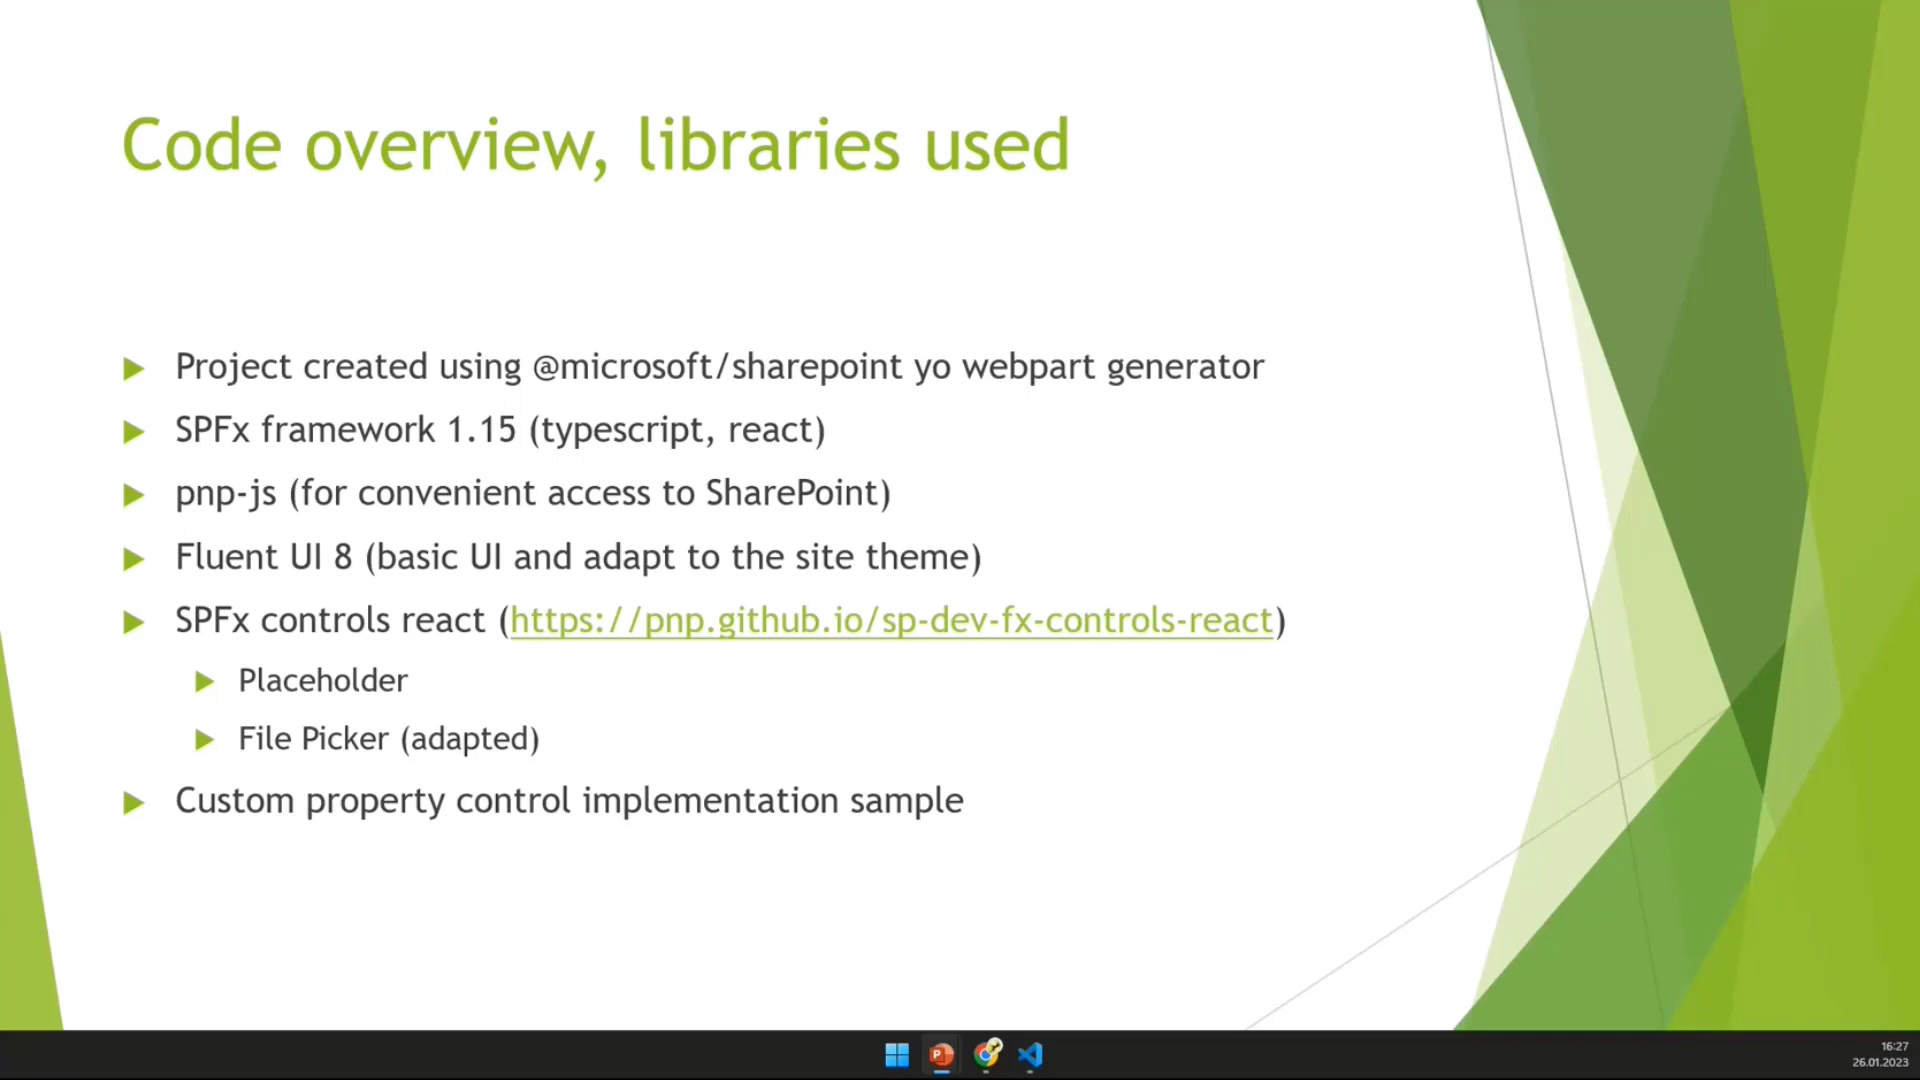 Code overview, libraries used
Project created using @microsoft/sharepoint yo webpart generator
SPFx framework 1.15 (typescript, react)
pnp-js (for convenient access to SharePoint)
Fluent UI 8 (basic UI and adapt to the site theme)
SPFx controls react (https://pnp.github.io/sp-dev-fx-controls-react)
Placeholder
File Picker (adapted)
Custom property control implementation sample
16:27
26.01.2023